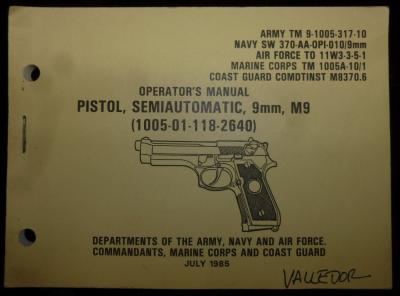 ARMY TM 9-1005-317-10
NAVY SW 370-AA-OPI-010/9mm
AIR FORCE TO 11W3-3-5-1
MARINE CORPS TM 1005A-10/1
COAST GUARD COMDTINST M8370.6
OPERATOR'S MANUAL
PISTOL, SEMIAUTOMATIC, 9mm, M9
(1005-01-118-2640)
DEPARTMENTS OF THE ARMY, NAVY AND AIR FORCE.
COMMANDANTS, MARINE CORPS AND COAST GUARD
JULY 1985
VALLEDOR